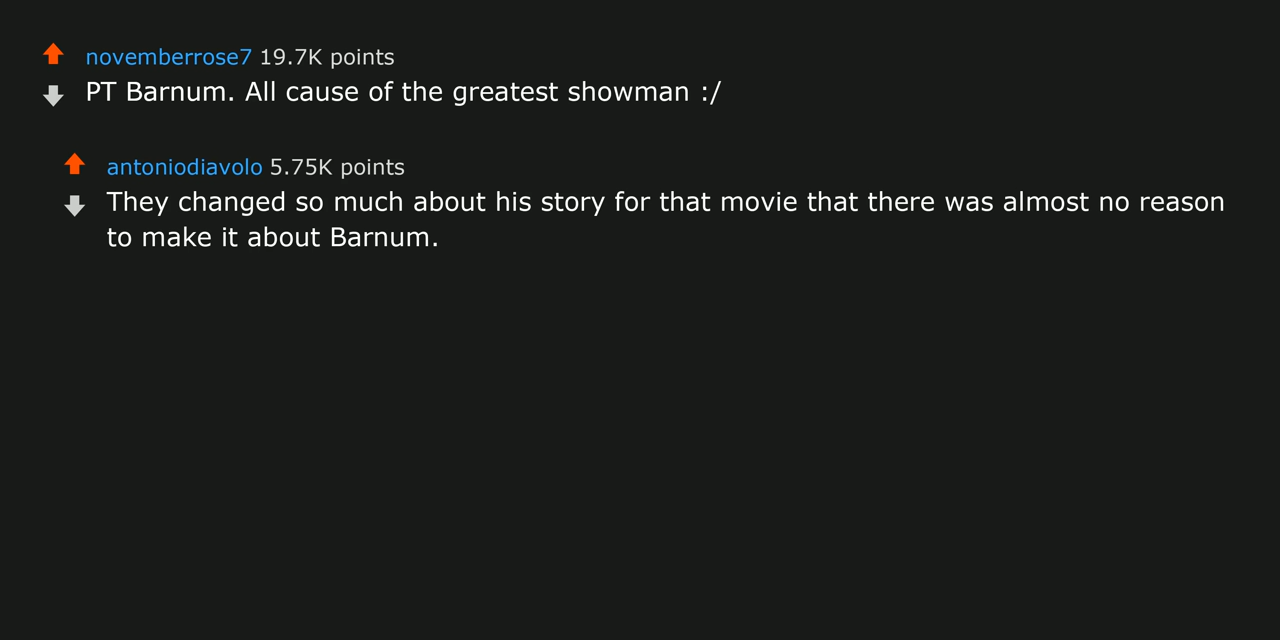 novemberrose7 19.7K points
PT Barnum. All cause of the greatest showman :/
antoniodiavolo 5.75K points
They changed so much about his story for that movie that there was almost no reason
to make it about Barnum.